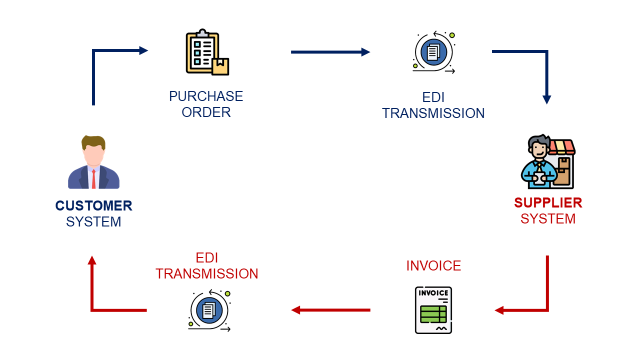 PURCHASE
ORDER
EDI
TRANSMISSION
CUSTOMER
SYSTEM
SUPPLIER
SYSTEM
EDI
TRANSMISSION
INVOICE
INVOICE